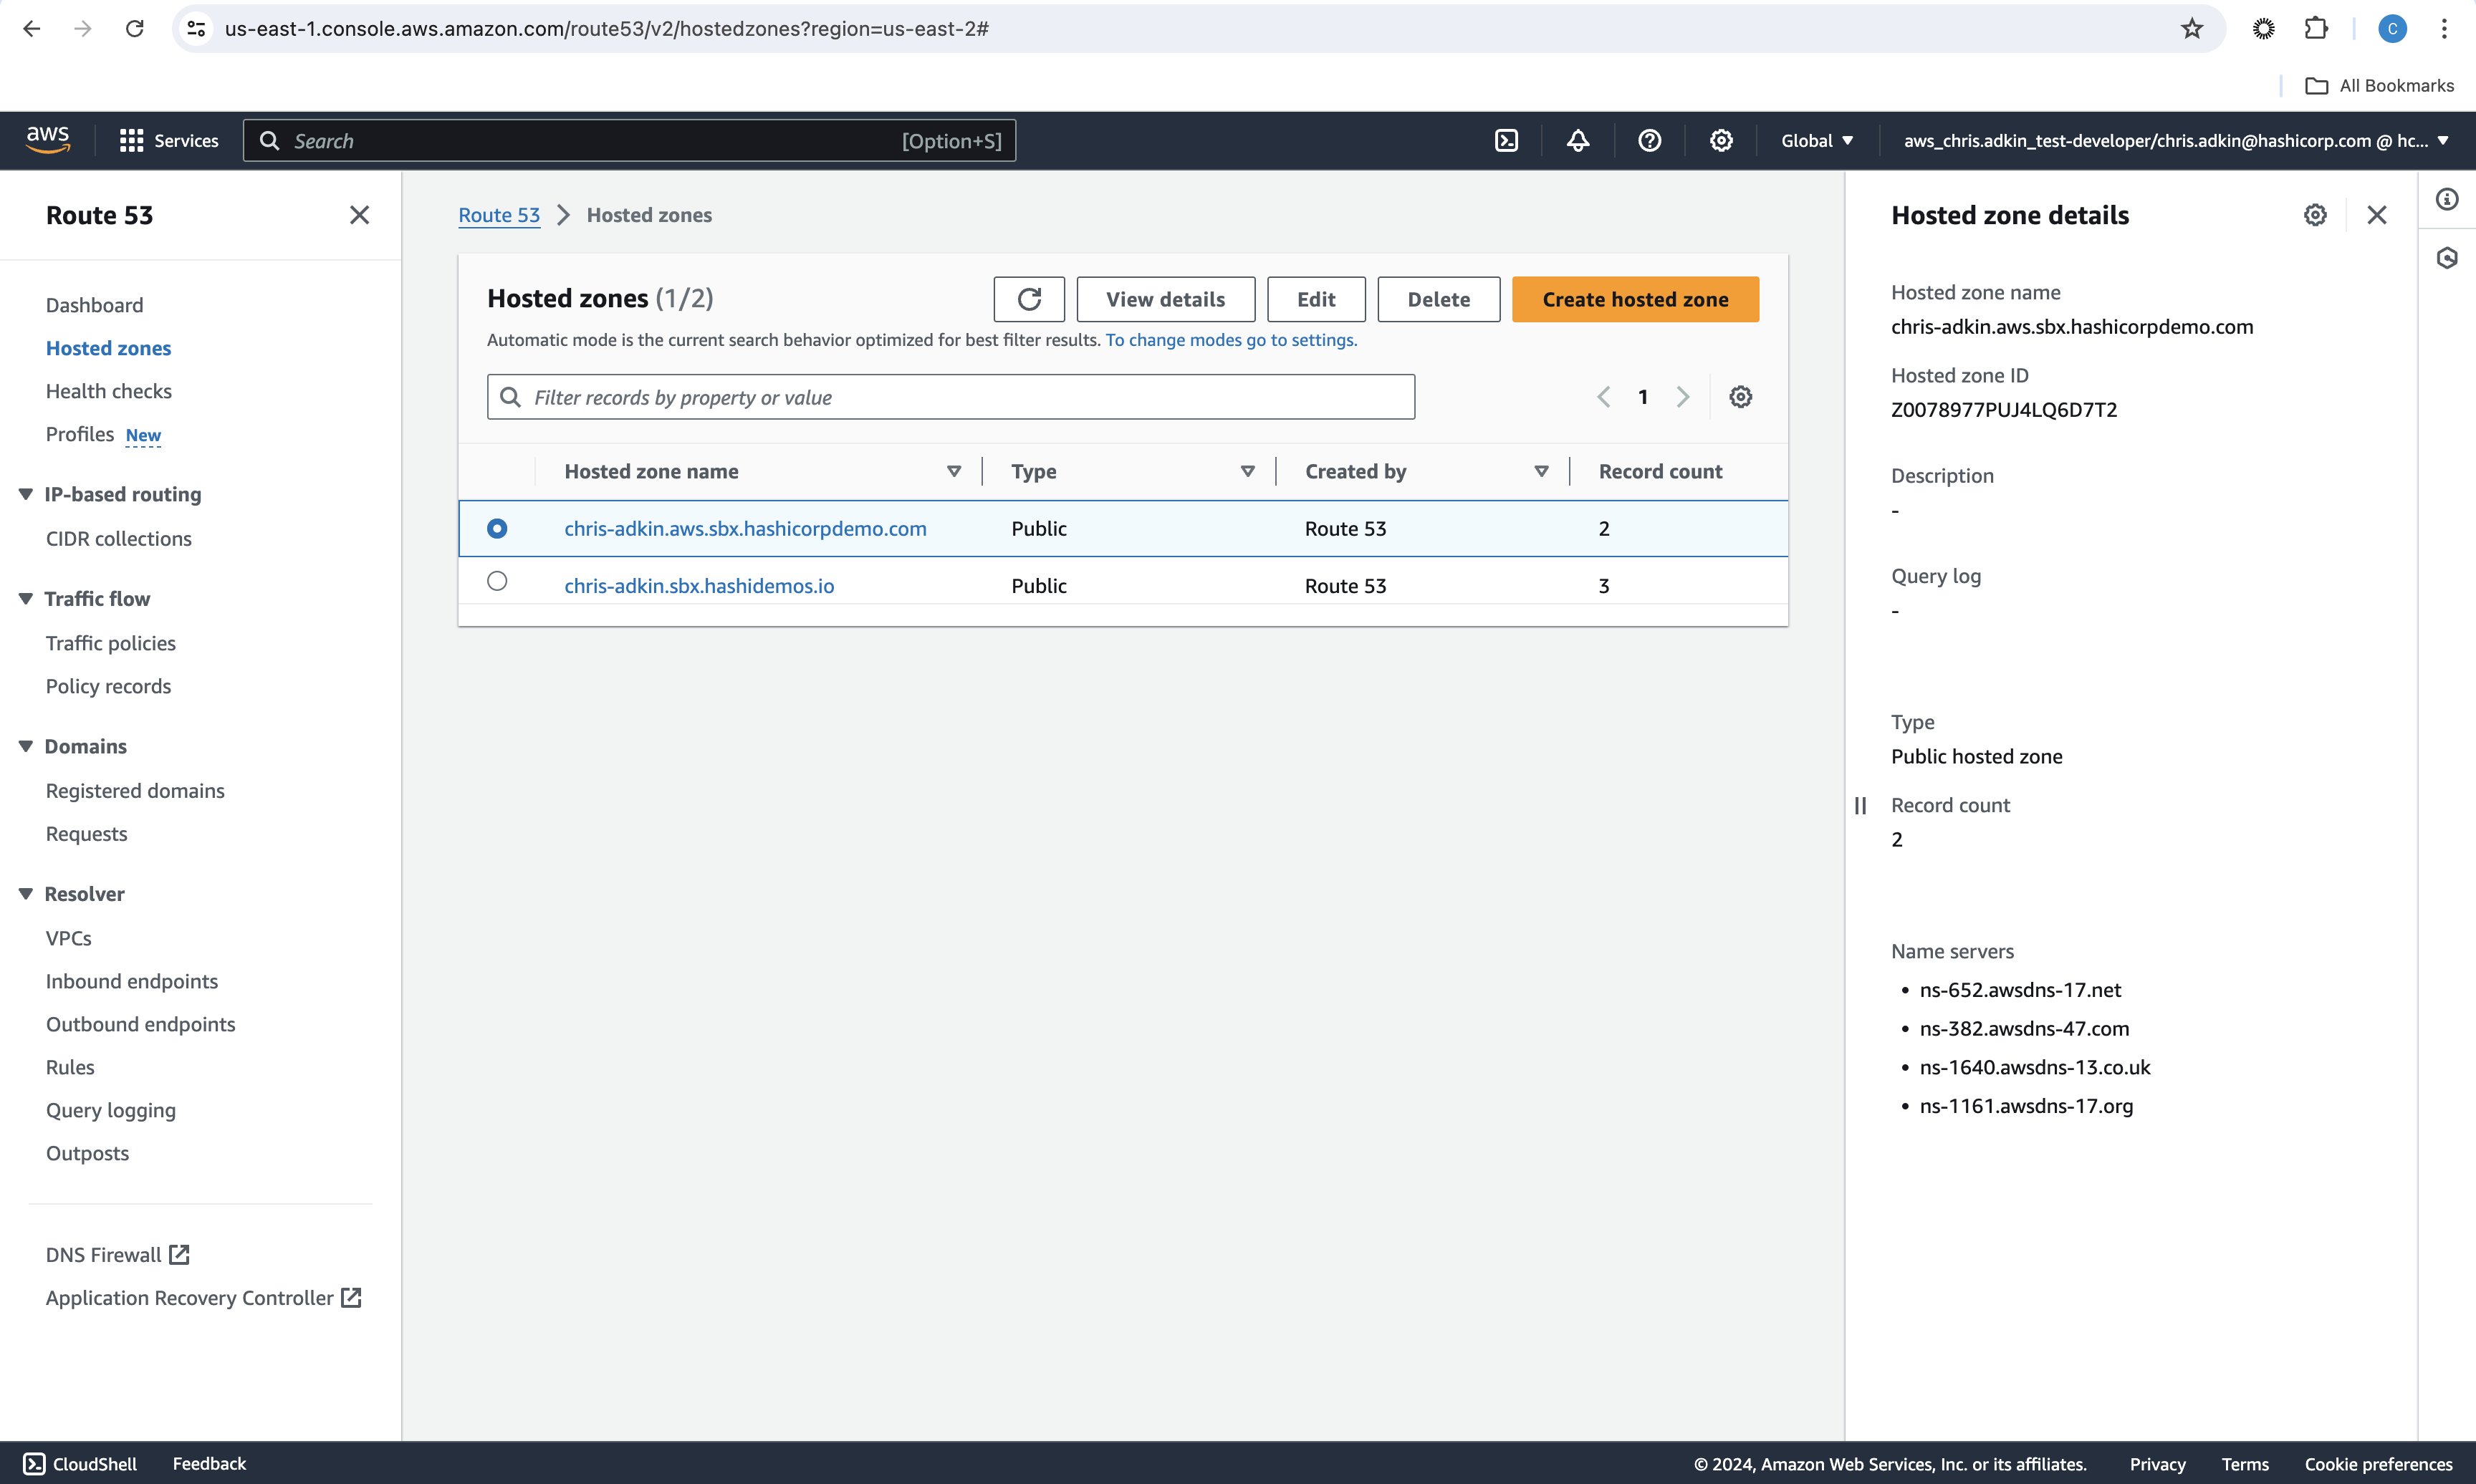 us-east-1.console.aws.amazon.com/route53/v2/hostedzones?region=us-east-2#
C
All Bookmarks
aws
Services
Search
[Option+S]
Global
aws_chris.adkin_test-developer/chris.adkin@hashicorp.com @ hc...
Route 53
Dashboard
Hosted zones
Health checks
Profiles New
IP-based routing
CIDR collections
Traffic flow
Traffic policies
Policy records
Domains
Registered domains
Requests
Resolver
VPCs
Inbound endpoints
Outbound endpoints
Rules
Query logging
Outposts
DNS Firewall
Application Recovery Controller
Route 53 > Hosted zones
Hosted zones (1/2)
View details
Edit
Delete
Create hosted zone
Automatic mode is the current search behavior optimized for best filter results. To change modes go to settings.
Filter records by property or value
1
Hosted zone name Type Created by Record count
chris-adkin.aws.sbx.hashicorpdemo.com Public Route 53 2
chris-adkin.sbx.hashidemos.io Public Route 53 3
Hosted zone details
Hosted zone name
chris-adkin.aws.sbx.hashicorpdemo.com
Hosted zone ID
Z0078977PUJ4LQ6D7T2
Description
-
Query log
-
Type
Public hosted zone
Record count
2
Name servers
• ns-652.awsdns-17.net
• ns-382.awsdns-47.com
• ns-1640.awsdns-13.co.uk
• ns-1161.awsdns-17.org
CloudShell
Feedback
© 2024, Amazon Web Services, Inc. or its affiliates.
Privacy
Terms
Cookie preferences